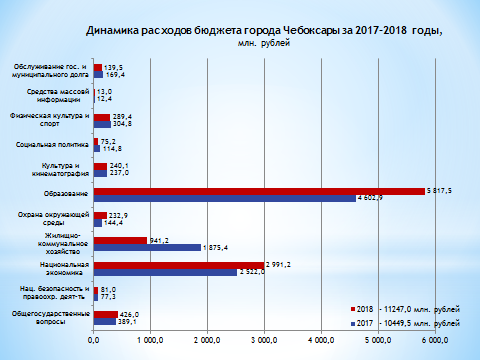 Динамика расходов бюджета города Чебоксары за 2017-2018 годы,
млн. рублей
Обслуживание гос. и
муниципального долга
139,5
169,4
Средства массовй
информации
13,0
12,4
Физическая культура и
спорт
289,4
304,8
Социальная политика
75,2
114,8
Культура и
кинематография
240,1
237,0
Образование
5 817,5
4 602,9
Охрана окружающей
среды
232,9
144,4
Жилищно-
коммунальное
хозяйство
941,2
1 875,4
Национальная
экономика
2 991,2
2 522,0
Нац. безопасность и
правоохр. деят-ть
81,0
77,3
Общегосударственные
вопросы
426,0
389,1
2018 - 11247,0 млн. рублей
2017 - 10449,5 млн. рублей
0,0 1 000,0 2 000,0 3 000,0 4 000,0 5 000,0 6 000,0